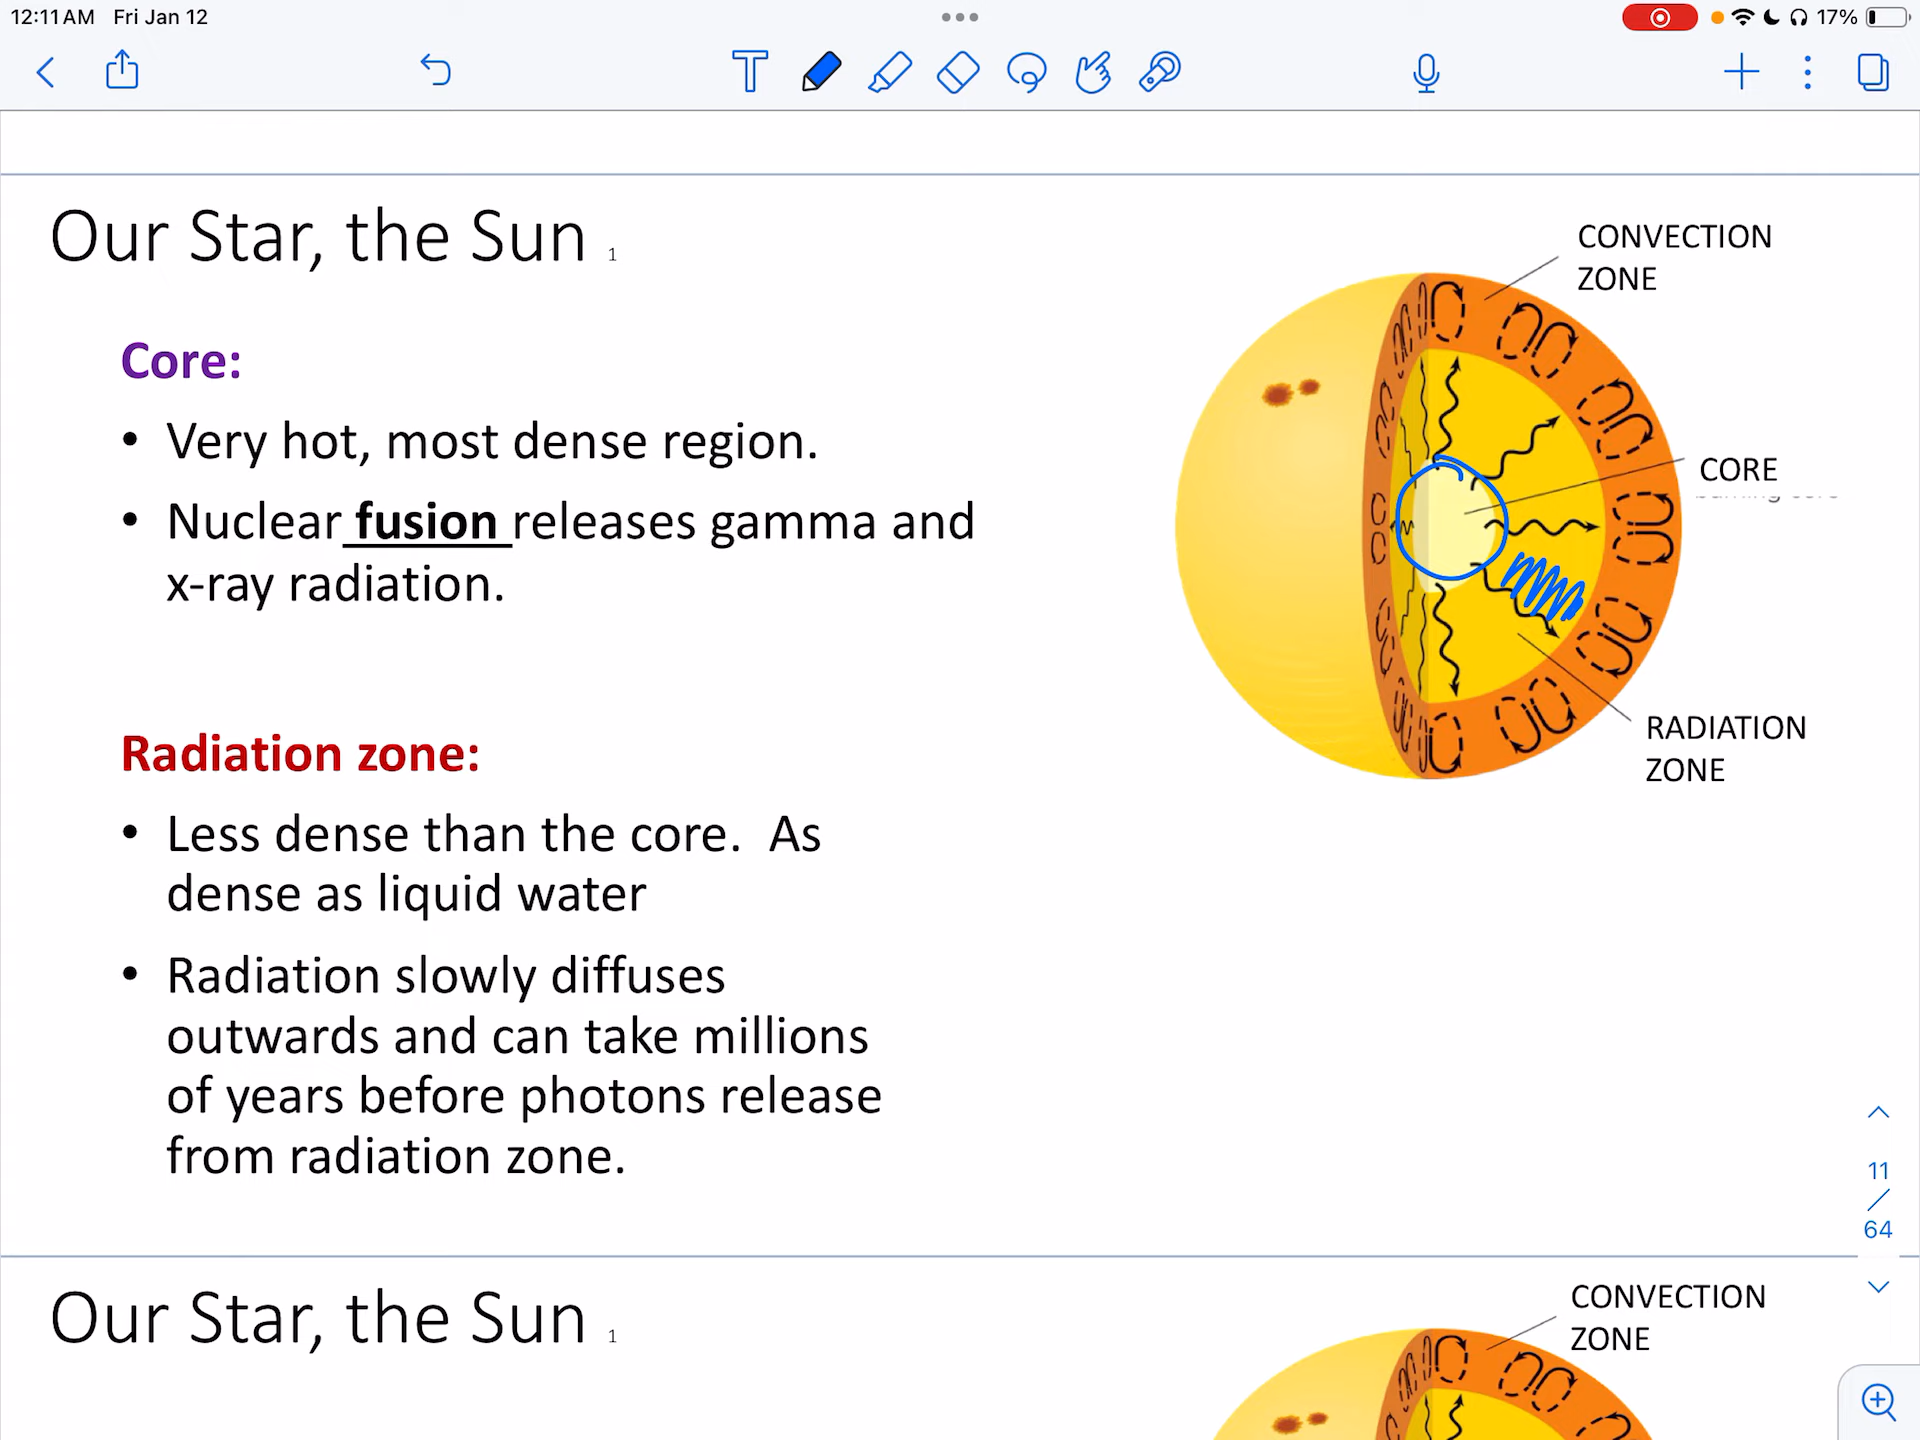 12:11 AM Fri Jan 12
17%
Our Star, the Sun 1
CONVECTION
ZONE
Core:
• Very hot, most dense region.
CORE
• Nuclear fusion releases gamma and
x-ray radiation.
RADIATION
ZONE
Radiation zone:
• Less dense than the core.  As
dense as liquid water
• Radiation slowly diffuses
outwards and can take millions
of years before photons release
from radiation zone.
11
/
64
Our Star, the Sun 1
CONVECTION
ZONE